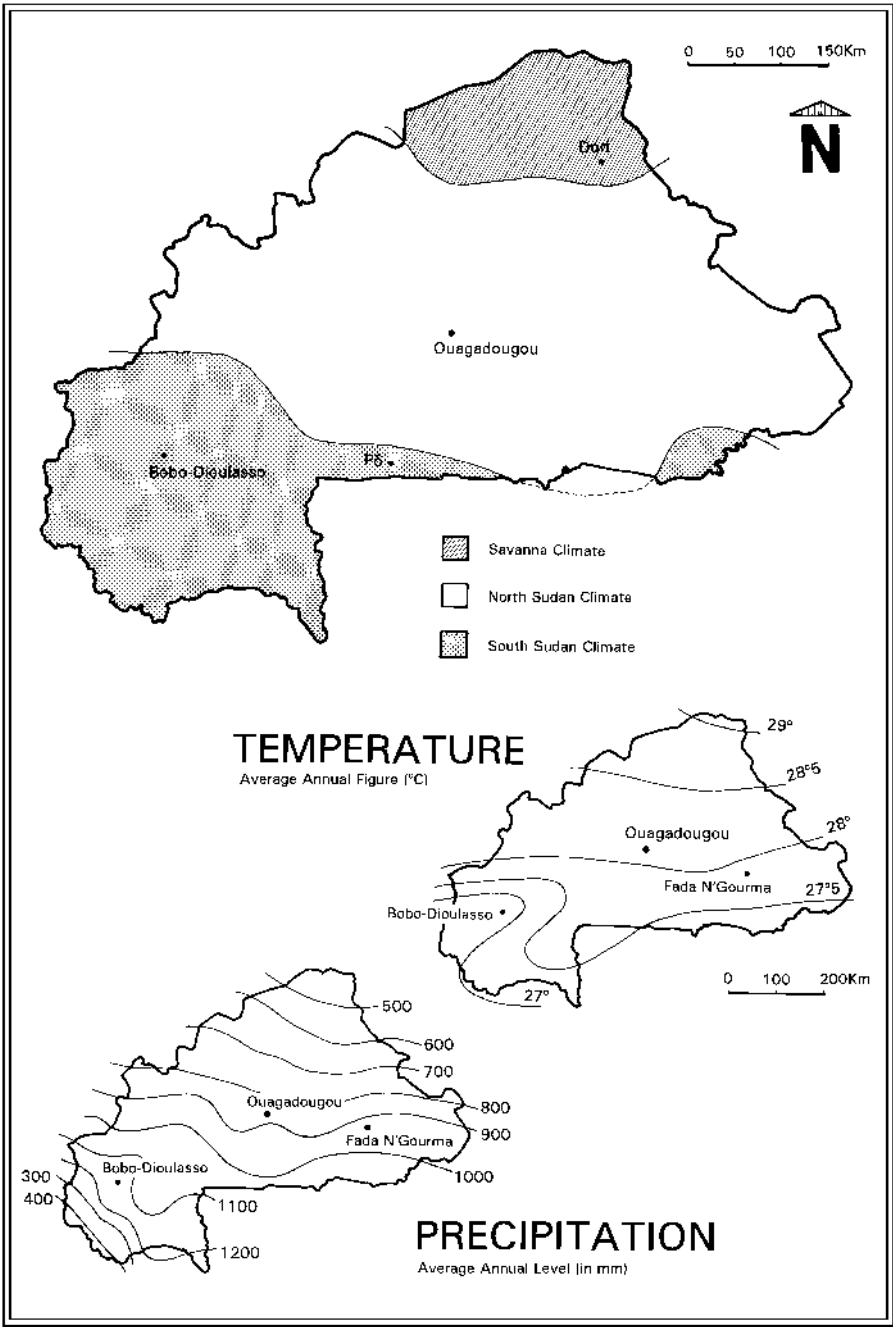 0 50 100 150Km
N
Dori
Ouagadougou
Bobo-Dioulasso
Pô
Savanna Climate
North Sudan Climate
South Sudan Climate
TEMPERATURE
Average Annual Figure (°C)
29°
28°5
28°
27°5
27°
Ouagadougou
Fada N'Gourma
Bobo-Dioulasso
0 100 200Km
500
600
700
800
900
1000
1100
1200
300
400
Ouagadougou
Fada N'Gourma
Bobo-Dioulasso
PRECIPITATION
Average Annual Level (in mm)